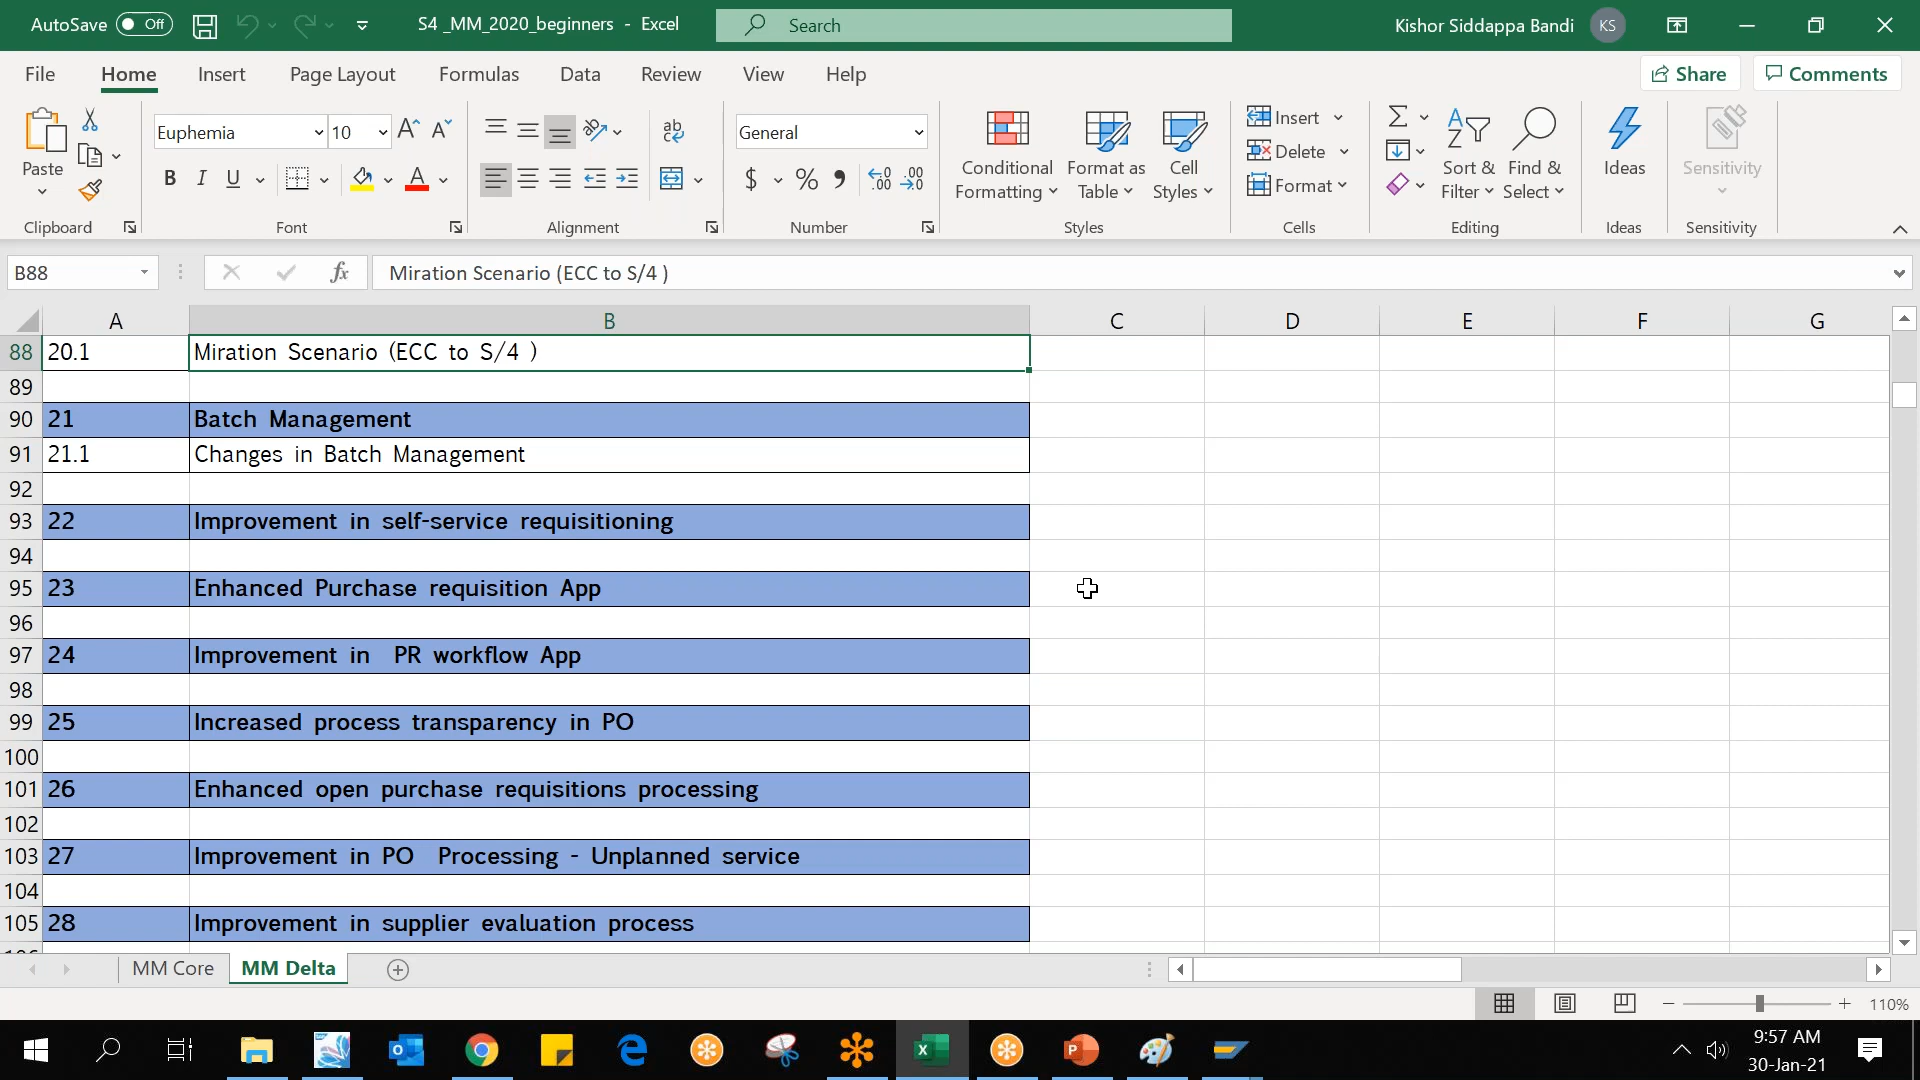 AutoSave Off S4 _MM_2020_beginners - Excel Search Kishor Siddappa Bandi KS
File Home Insert Page Layout Formulas Data Review View Help Share Comments
Paste
Clipboard
Euphemia 10
B I U
Font
ab
Alignment
General
$ % 9
Number
Conditional Formatting
Format as Table
Cell Styles
Styles
Insert
Delete
Format
Cells
Sort & Filter
Find & Select
Editing
Ideas
Ideas
Sensitivity
Sensitivity
B88 fx Miration Scenario (ECC to S/4 )
A B C D E F G
88 20.1 Miration Scenario (ECC to S/4 )
89
90 21 Batch Management
91 21.1 Changes in Batch Management
92
93 22 Improvement in self-service requisitioning
94
95 23 Enhanced Purchase requisition App
96
97 24 Improvement in PR workflow App
98
99 25 Increased process transparency in PO
100
101 26 Enhanced open purchase requisitions processing
102
103 27 Improvement in PO Processing - Unplanned service
104
105 28 Improvement in supplier evaluation process
MM Core MM Delta
110%
9:57 AM
30-Jan-21